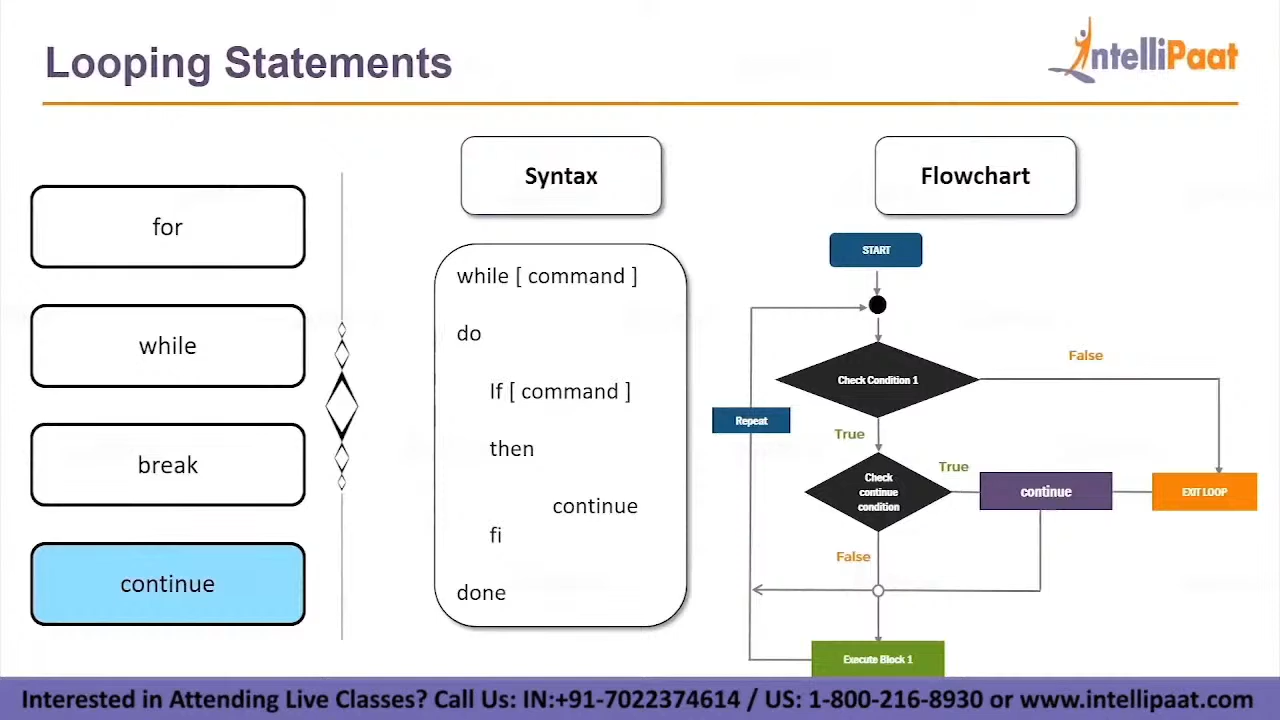 Looping Statements
IntelliPaat
for
while
break
continue
Syntax
while [ command ]
do
If [ command ]
then
continue
fi
done
Flowchart
START
Check Condition 1
False
Repeat
True
Check
continue
condition
True
continue
EXIT LOOP
False
Execute Block 1
Interested in Attending Live Classes? Call Us: IN:+91-7022374614 / US: 1-800-216-8930 or www.intellipaat.com